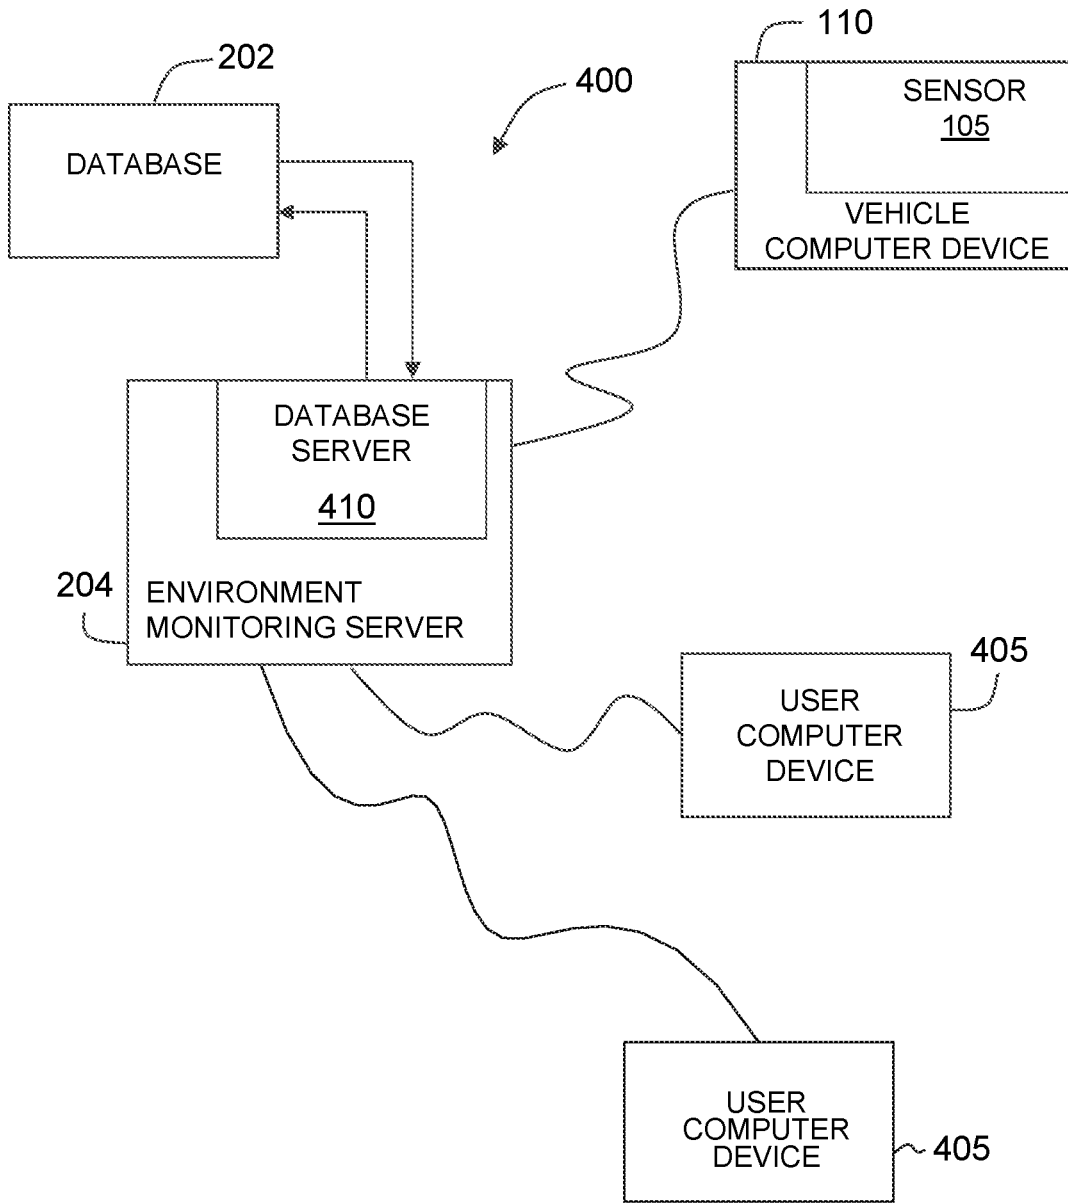 110
202
400
SENSOR
105
DATABASE
VEHICLE
COMPUTER DEVICE
DATABASE
SERVER
410
204
ENVIRONMENT
MONITORING SERVER
405
USER
COMPUTER
DEVICE
USER
COMPUTER
DEVICE
405